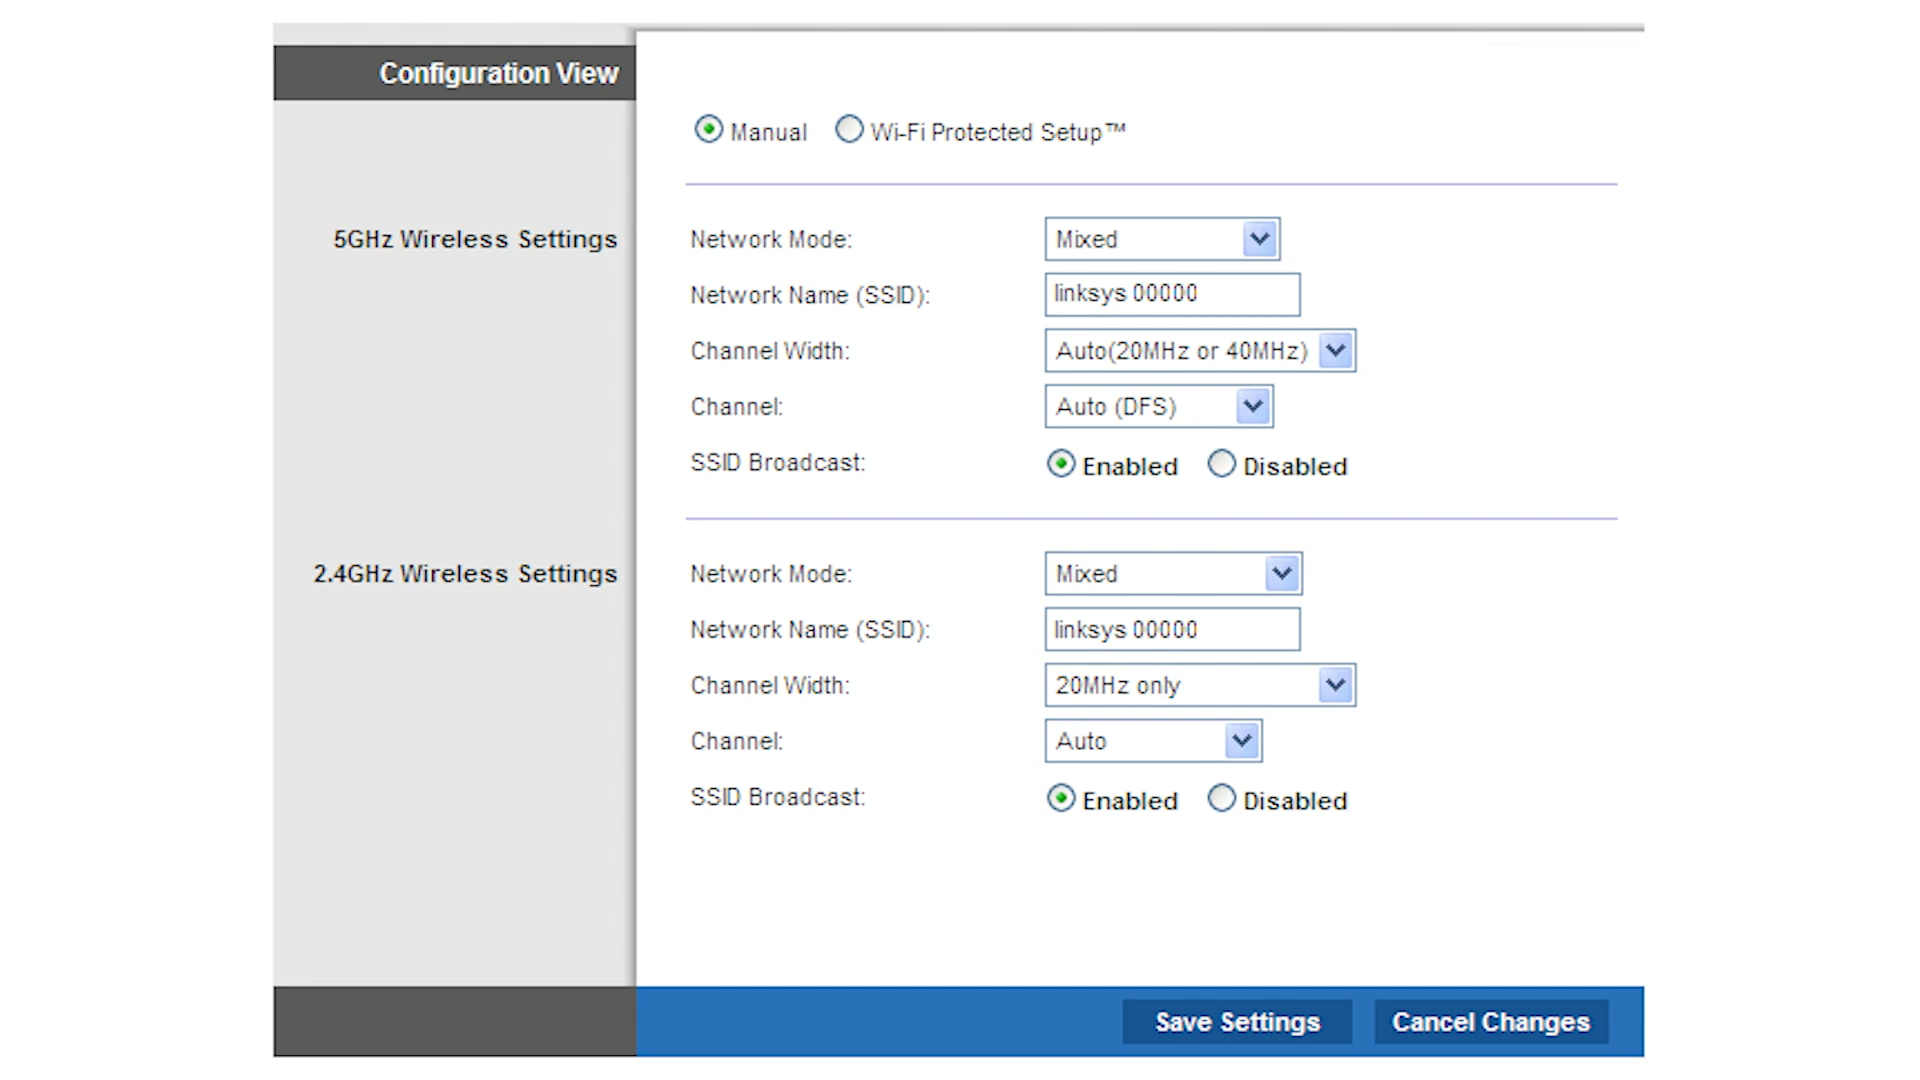 Configuration View
Manual Wi-Fi Protected Setup™
5GHz Wireless Settings Network Mode: Mixed
Network Name (SSID): linksys 00000
Channel Width: Auto(20MHz or 40MHz)
Channel: Auto (DFS)
SSID Broadcast: Enabled Disabled
2.4GHz Wireless Settings Network Mode: Mixed
Network Name (SSID): linksys 00000
Channel Width: 20MHz only
Channel: Auto
SSID Broadcast: Enabled Disabled
Save Settings Cancel Changes